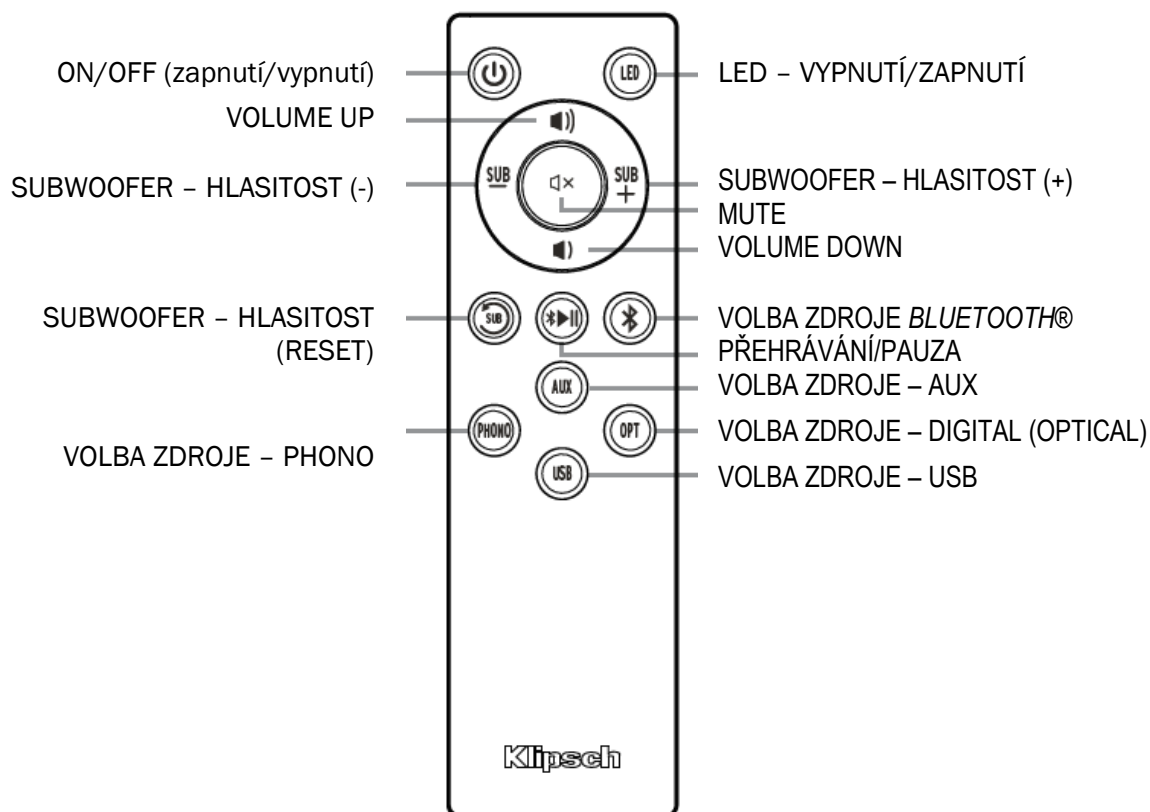 ON/OFF (zapnutí/vypnutí)
VOLUME UP
SUBWOOFER – HLASITOST (-)
SUBWOOFER – HLASITOST
(RESET)
VOLBA ZDROJE – PHONO
LED
SUB
SUB
SUB
AUX
PHONO
OPT
USB
Klipsch
LED – VYPNUTÍ/ZAPNUTÍ
SUBWOOFER – HLASITOST (+)
MUTE
VOLUME DOWN
VOLBA ZDROJE BLUETOOTH®
PŘEHRÁVÁNÍ/PAUZA
VOLBA ZDROJE – AUX
VOLBA ZDROJE – DIGITAL (OPTICAL)
VOLBA ZDROJE – USB